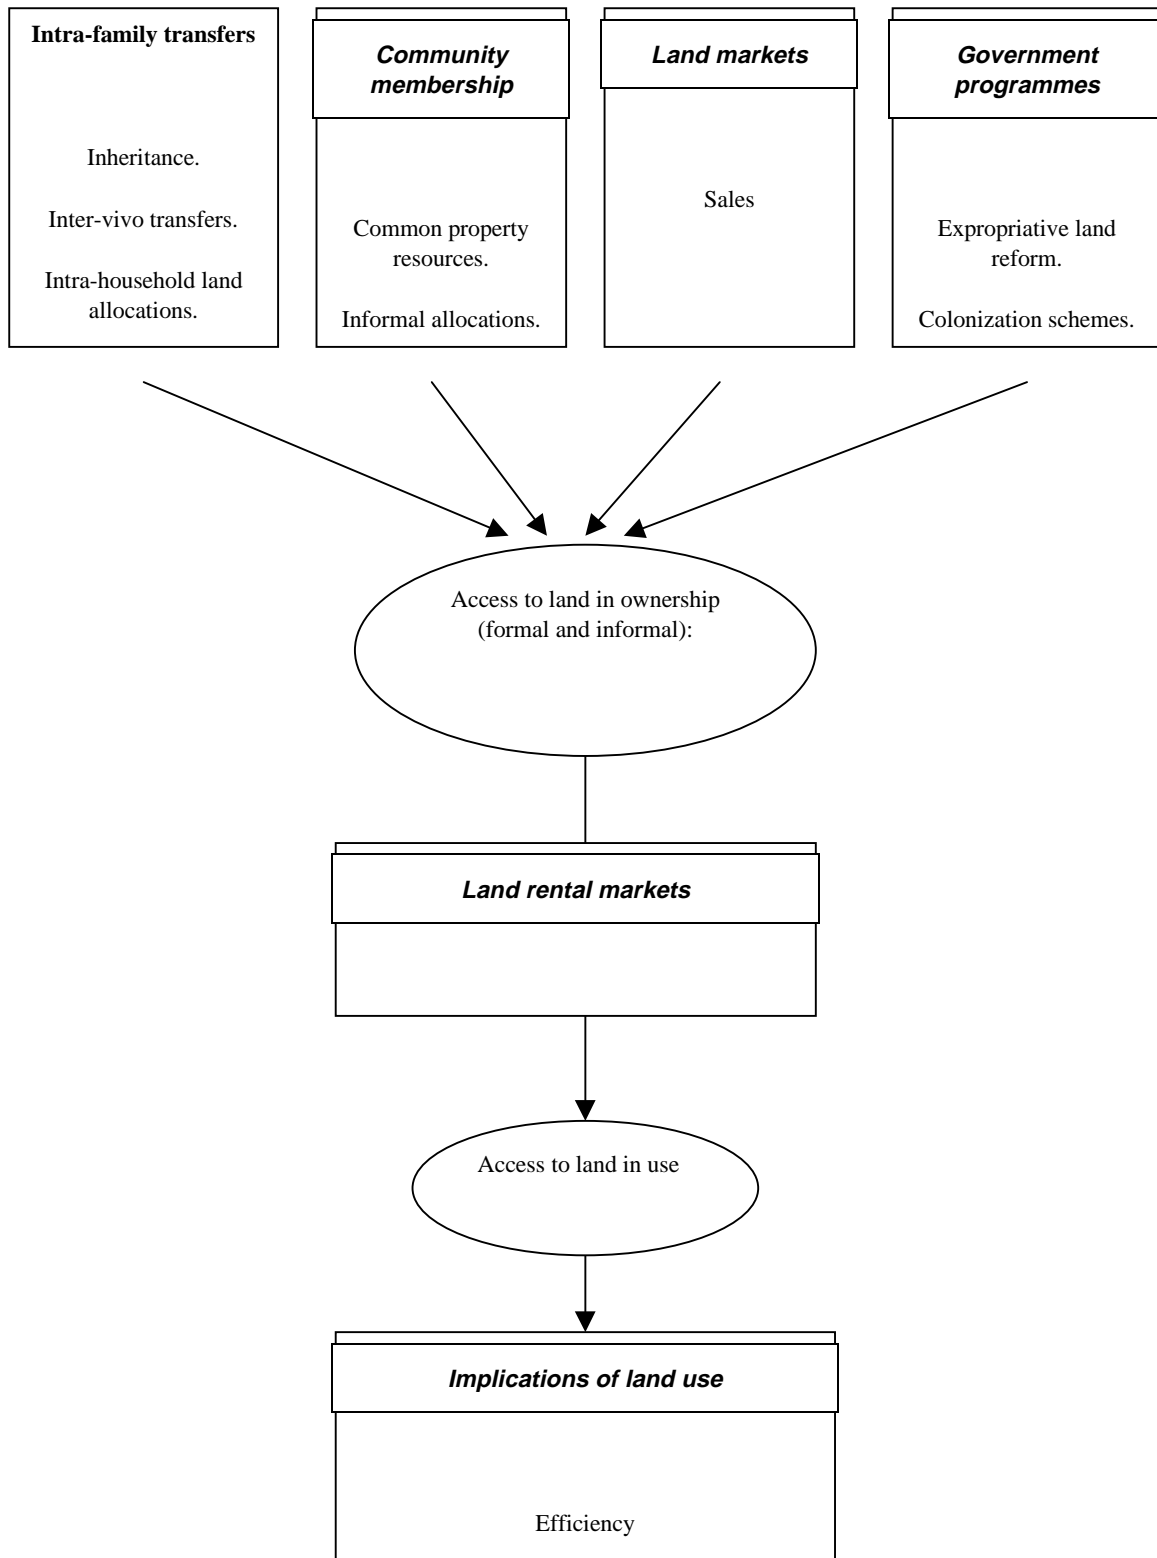 Intra-family transfers
Inheritance.
Inter-vivo transfers.
Intra-household land
allocations.
Community
membership
Common property
resources.
Informal allocations.
Land markets
Sales
Government
programmes
Expropriative land
reform.
Colonization schemes.
Access to land in ownership
(formal and informal):
Land rental markets
Access to land in use
Implications of land use
Efficiency